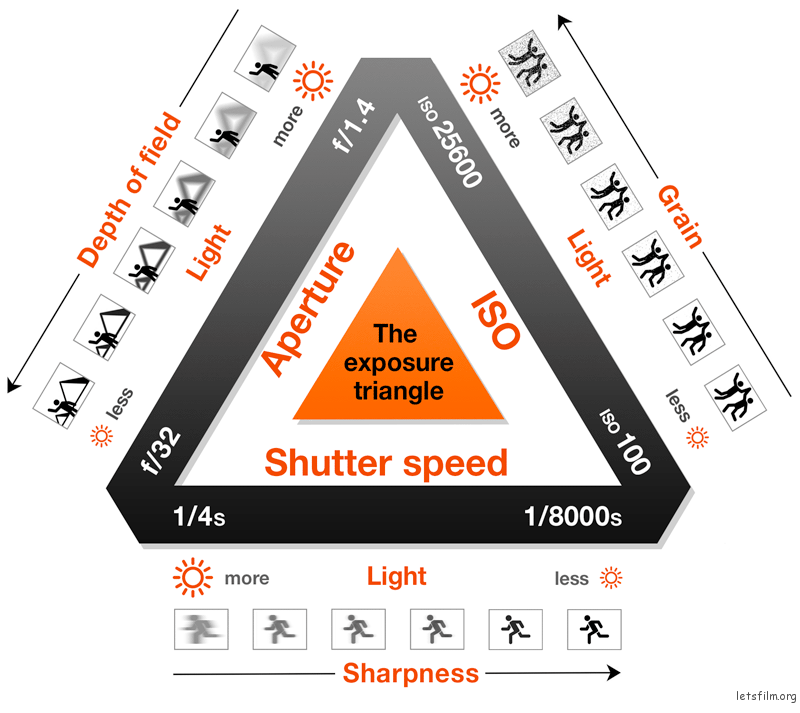 more
f/1.4
ISO 25600
more
Depth of field
Light
Grain
Light
Aperture
ISO
The
exposure
triangle
less
f/32
less
ISO 100
Shutter speed
1/4s
1/8000s
more
Light
less
Sharpness
letsfilm.org